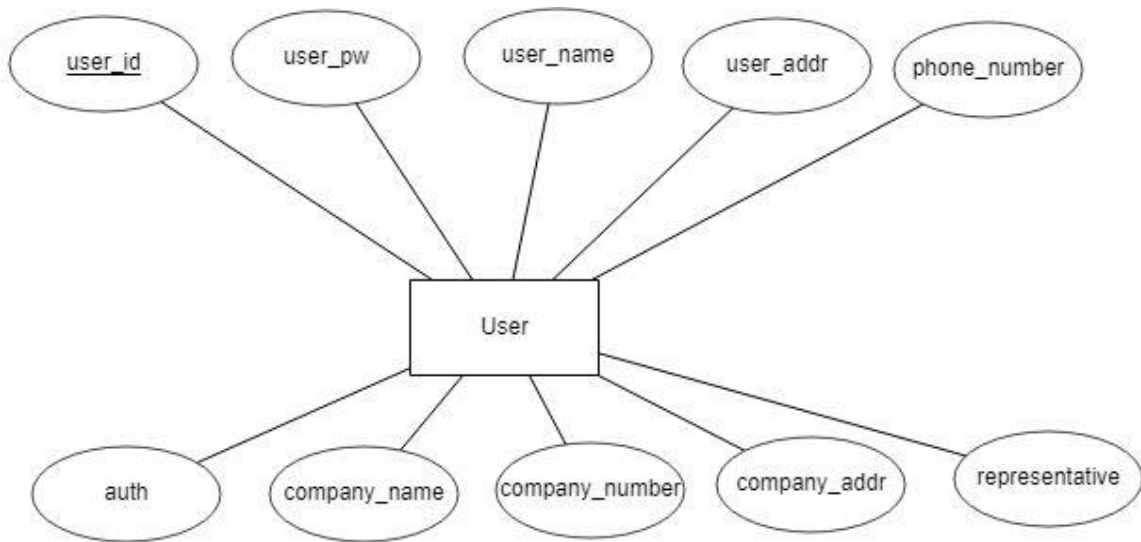 user_id
user_pw
user_name
user_addr
phone_number
User
auth
company_name
company_number
company_addr
representative